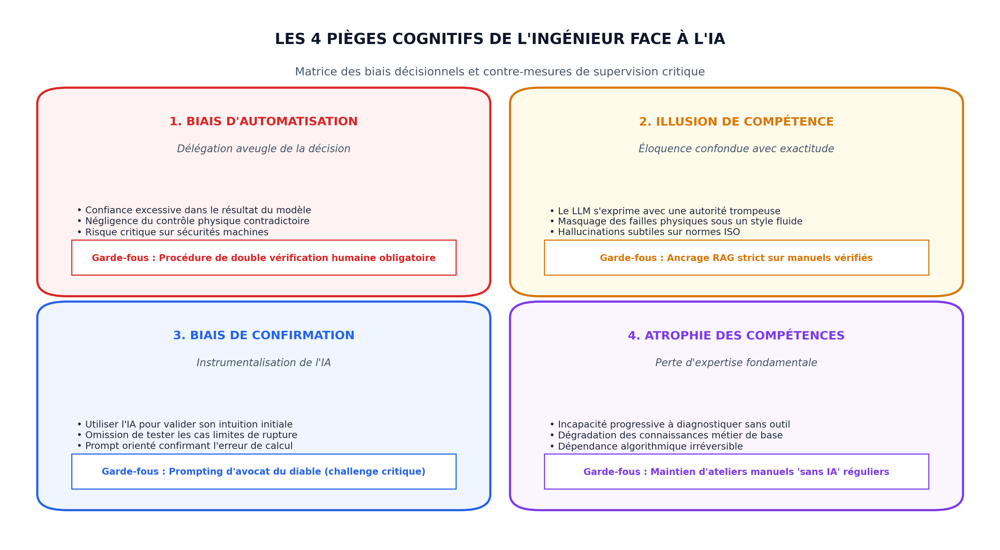 LES 4 PIÈGES COGNITIFS DE L'INGÉNIEUR FACE À L'IA
Matrice des biais décisionnels et contre-mesures de supervision critique
1. BIAIS D'AUTOMATISATION
Délégation aveugle de la décision
• Confiance excessive dans le résultat du modèle
• Négligence du contrôle physique contradictoire
• Risque critique sur sécurités machines
Garde-fous : Procédure de double vérification humaine obligatoire
2. ILLUSION DE COMPÉTENCE
Éloquence confondue avec exactitude
• Le LLM s'exprime avec une autorité trompeuse
• Masquage des failles physiques sous un style fluide
• Hallucinations subtiles sur normes ISO
Garde-fous : Ancrage RAG strict sur manuels vérifiés
3. BIAIS DE CONFIRMATION
Instrumentalisation de l'IA
• Utiliser l'IA pour valider son intuition initiale
• Omission de tester les cas limites de rupture
• Prompt orienté confirmant l'erreur de calcul
Garde-fous : Prompting d'avocat du diable (challenge critique)
4. ATROPHIE DES COMPÉTENCES
Perte d'expertise fondamentale
• Incapacité progressive à diagnostiquer sans outil
• Dégradation des connaissances métier de base
• Dépendance algorithmique irréversible
Garde-fous : Maintien d'ateliers manuels 'sans IA' réguliers